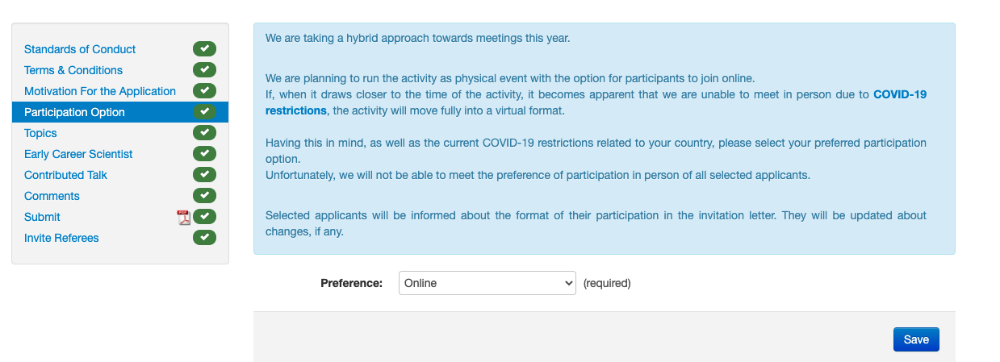 Standards of Conduct
Terms & Conditions
Motivation For the Application
Participation Option
Topics
Early Career Scientist
Contributed Talk
Comments
Submit
PDF
Invite Referees
We are taking a hybrid approach towards meetings this year.
We are planning to run the activity as physical event with the option for participants to join online.
If, when it draws closer to the time of the activity, it becomes apparent that we are unable to meet in person due to COVID-19
restrictions, the activity will move fully into a virtual format.
Having this in mind, as well as the current COVID-19 restrictions related to your country, please select your preferred participation
option.
Unfortunately, we will not be able to meet the preference of participation in person of all selected applicants.
Selected applicants will be informed about the format of their participation in the invitation letter. They will be updated about
changes, if any.
Preference: Online (required)
Save